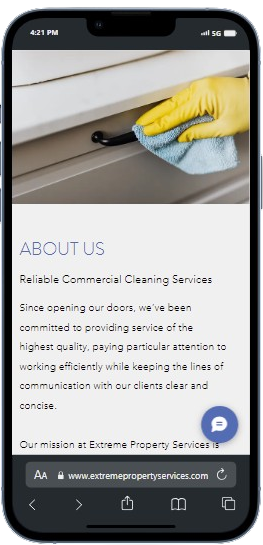 4:21 PM
5G
ABOUT US
Reliable Commercial Cleaning Services
Since opening our doors, we've been
committed to providing service of the
highest quality, paying particular attention to
working efficiently while keeping the lines of
communication with our clients clear and
concise.
Our mission at Extreme Property Services is
AA www.extremepropertyservices.com